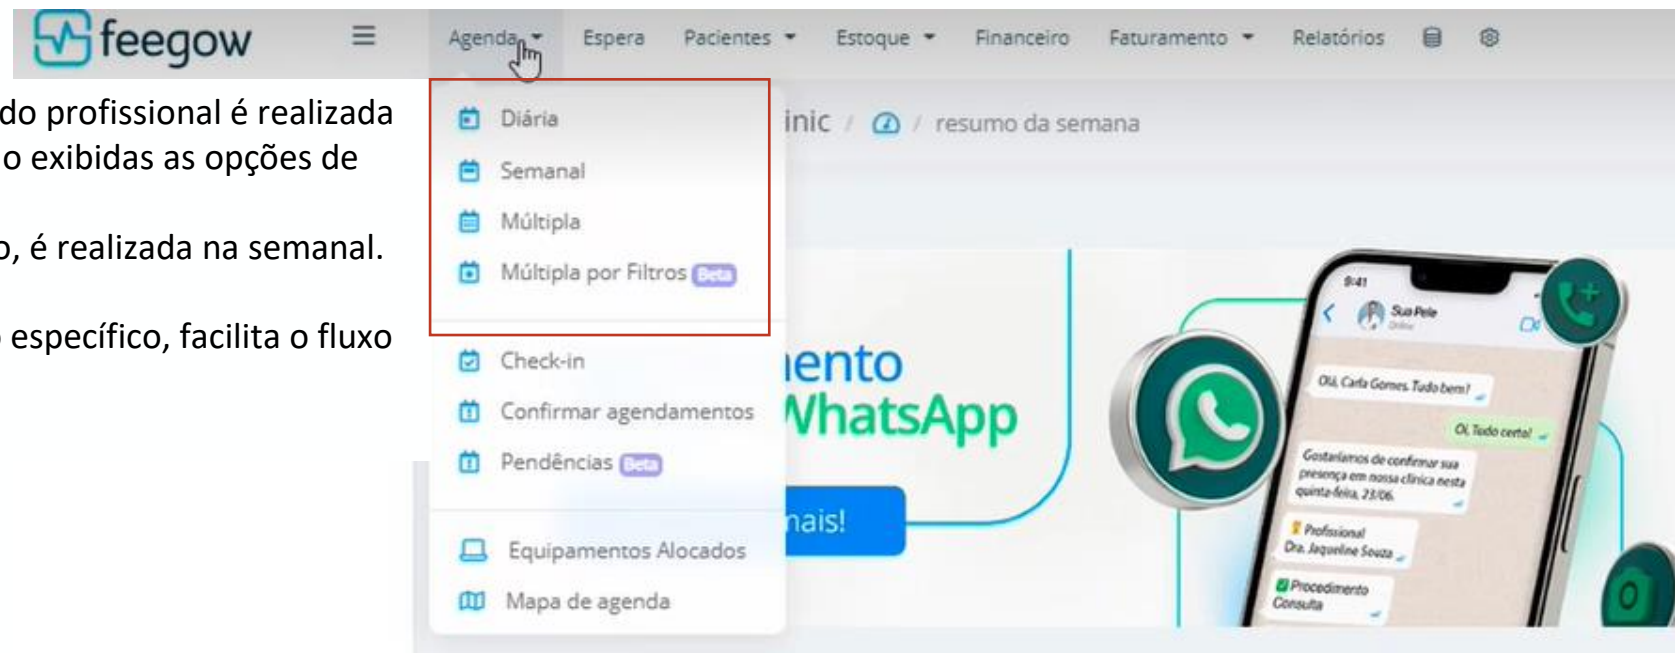 feegow
Agenda Espera Pacientes Estoque Financeiro Faturamento Relatórios
do profissional é realizada
o exibidas as opções de
o, é realizada na semanal.
o específico, facilita o fluxo
Diária
Semanal
Múltipla
Múltipla por Filtros Beta
Check-in
Confirmar agendamentos
Pendências Beta
Equipamentos Alocados
Mapa de agenda
inic / / resumo da semana
ento
WhatsApp
mais!
9:41
Sua Pele
Online
Olá, Carla Gomes. Tudo bem?
Oi, Tudo certo!
Gostaríamos de confirmar sua
presença em nossa clínica nesta
quinta-feira, 23/06.
Profissional
Dra. Jaqueline Souza
Procedimento
Consulta